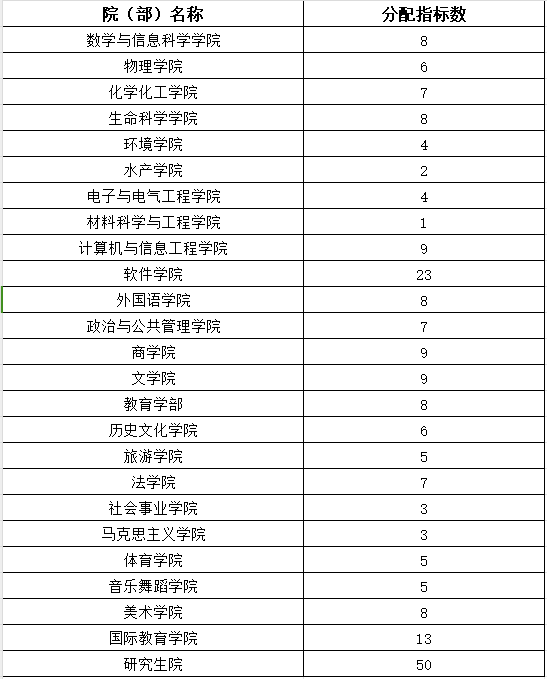 院（部）名称 分配指标数
数学与信息科学学院 8
物理学院 6
化学化工学院 7
生命科学学院 8
环境学院 4
水产学院 2
电子与电气工程学院 4
材料科学与工程学院 1
计算机与信息工程学院 9
软件学院 23
外国语学院 8
政治与公共管理学院 7
商学院 9
文学院 9
教育学部 8
历史文化学院 6
旅游学院 5
法学院 7
社会事业学院 3
马克思主义学院 3
体育学院 5
音乐舞蹈学院 5
美术学院 8
国际教育学院 13
研究生院 50